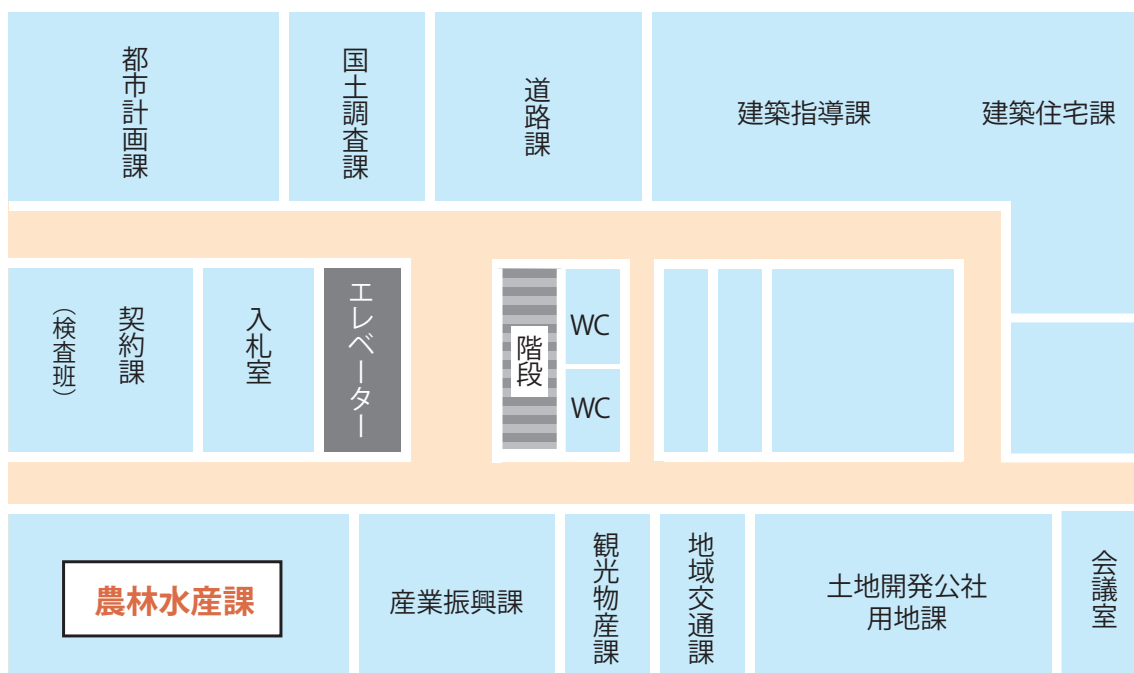 都市計画課
国土調査課
道路課
建築指導課
建築住宅課
契約課
（検査班）
入札室
エレベーター
階段
WC
WC
農林水産課
産業振興課
観光物産課
地域交通課
土地開発公社
用地課
会議室